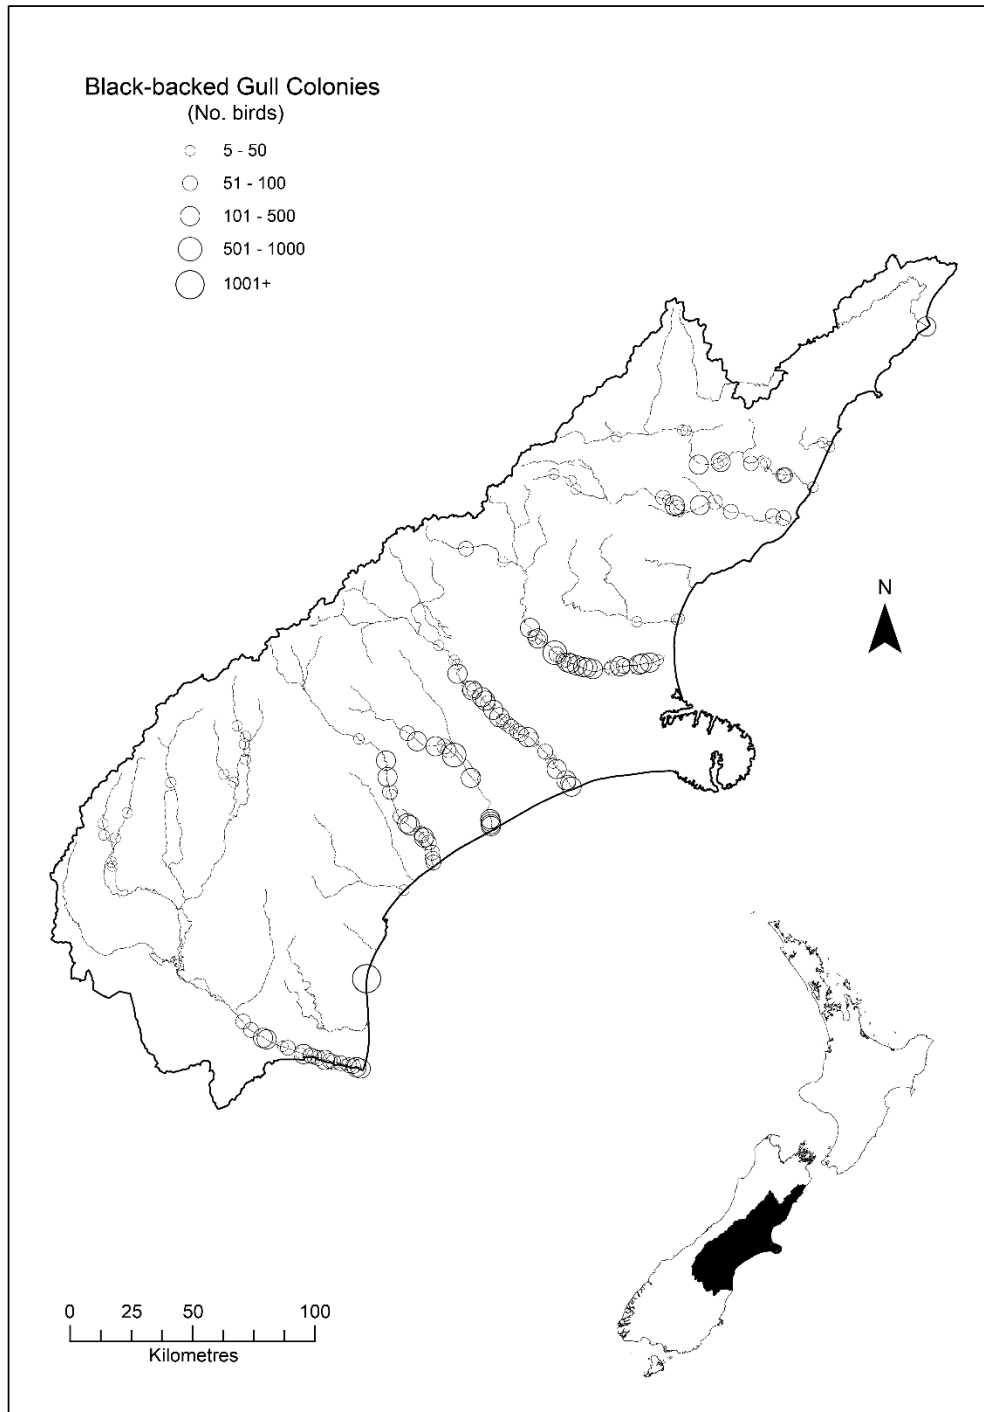 Black-backed Gull Colonies
(No. birds)
5 - 50
51 - 100
101 - 500
501 - 1000
1001+
N
0 25 50 100
Kilometres